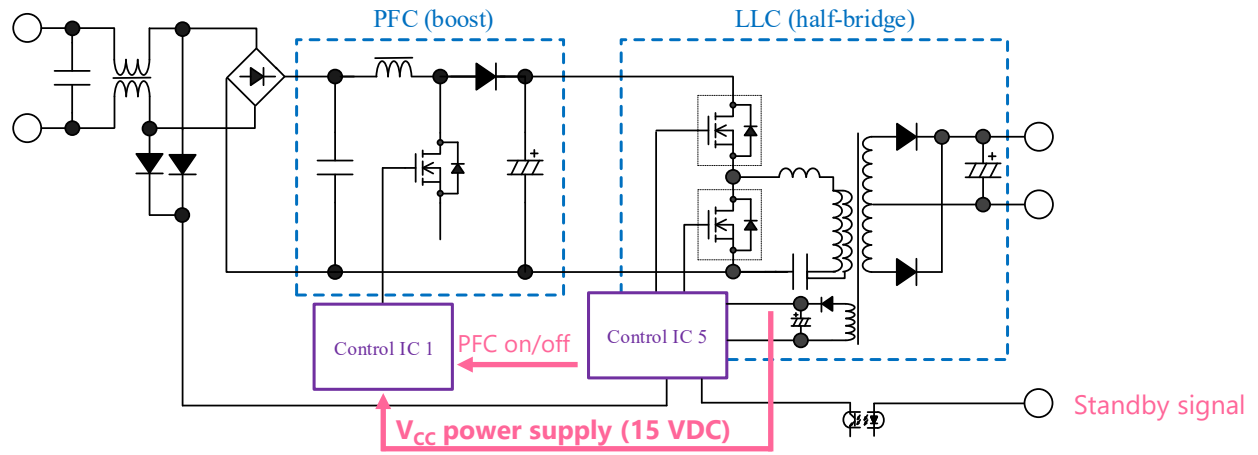 PFC (boost)
LLC (half-bridge)
Control IC 1
PFC on/off
Control IC 5
VCC power supply (15 VDC)
Standby signal